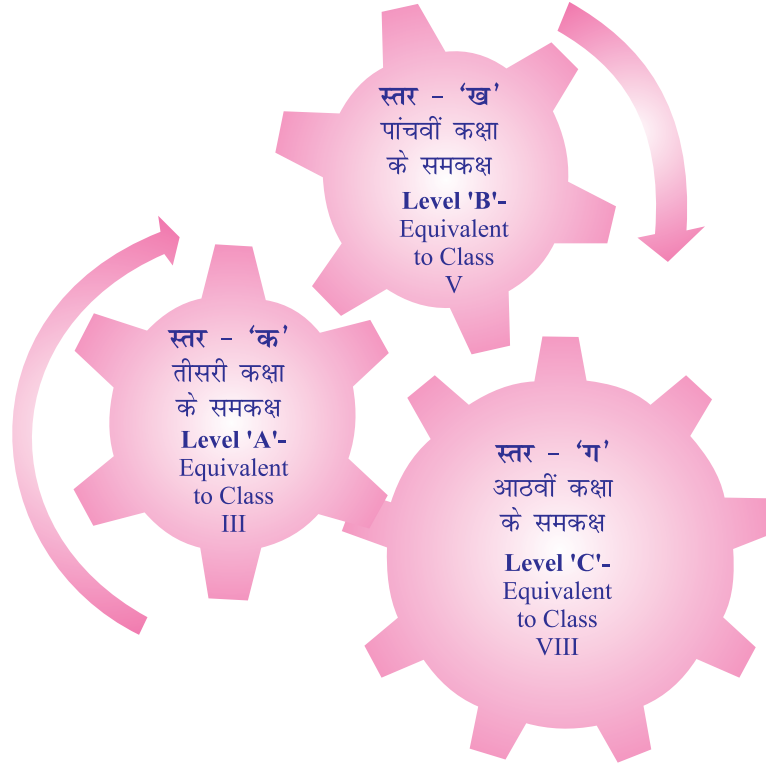 स्तर – ‘क’
तीसरी कक्षा
के समकक्ष
Level 'A'-
Equivalent
to Class
III
स्तर – ‘ख’
पांचवीं कक्षा
के समकक्ष
Level 'B'-
Equivalent
to Class
V
स्तर – ‘ग’
आठवीं कक्षा
के समकक्ष
Level 'C'-
Equivalent
to Class
VIII